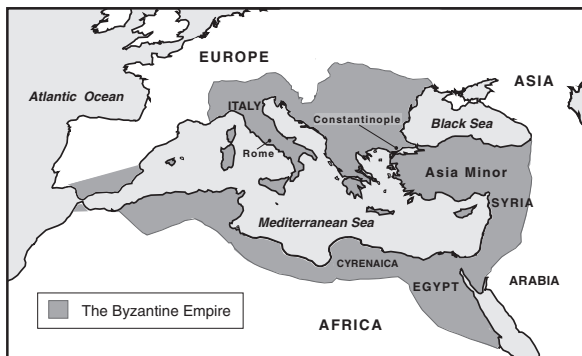 EUROPE
ASIA
Atlantic Ocean
ITALY
Constantinople
Black Sea
Rome
Asia Minor
SYRIA
Mediterranean Sea
CYRENAICA
EGYPT
ARABIA
The Byzantine Empire
AFRICA